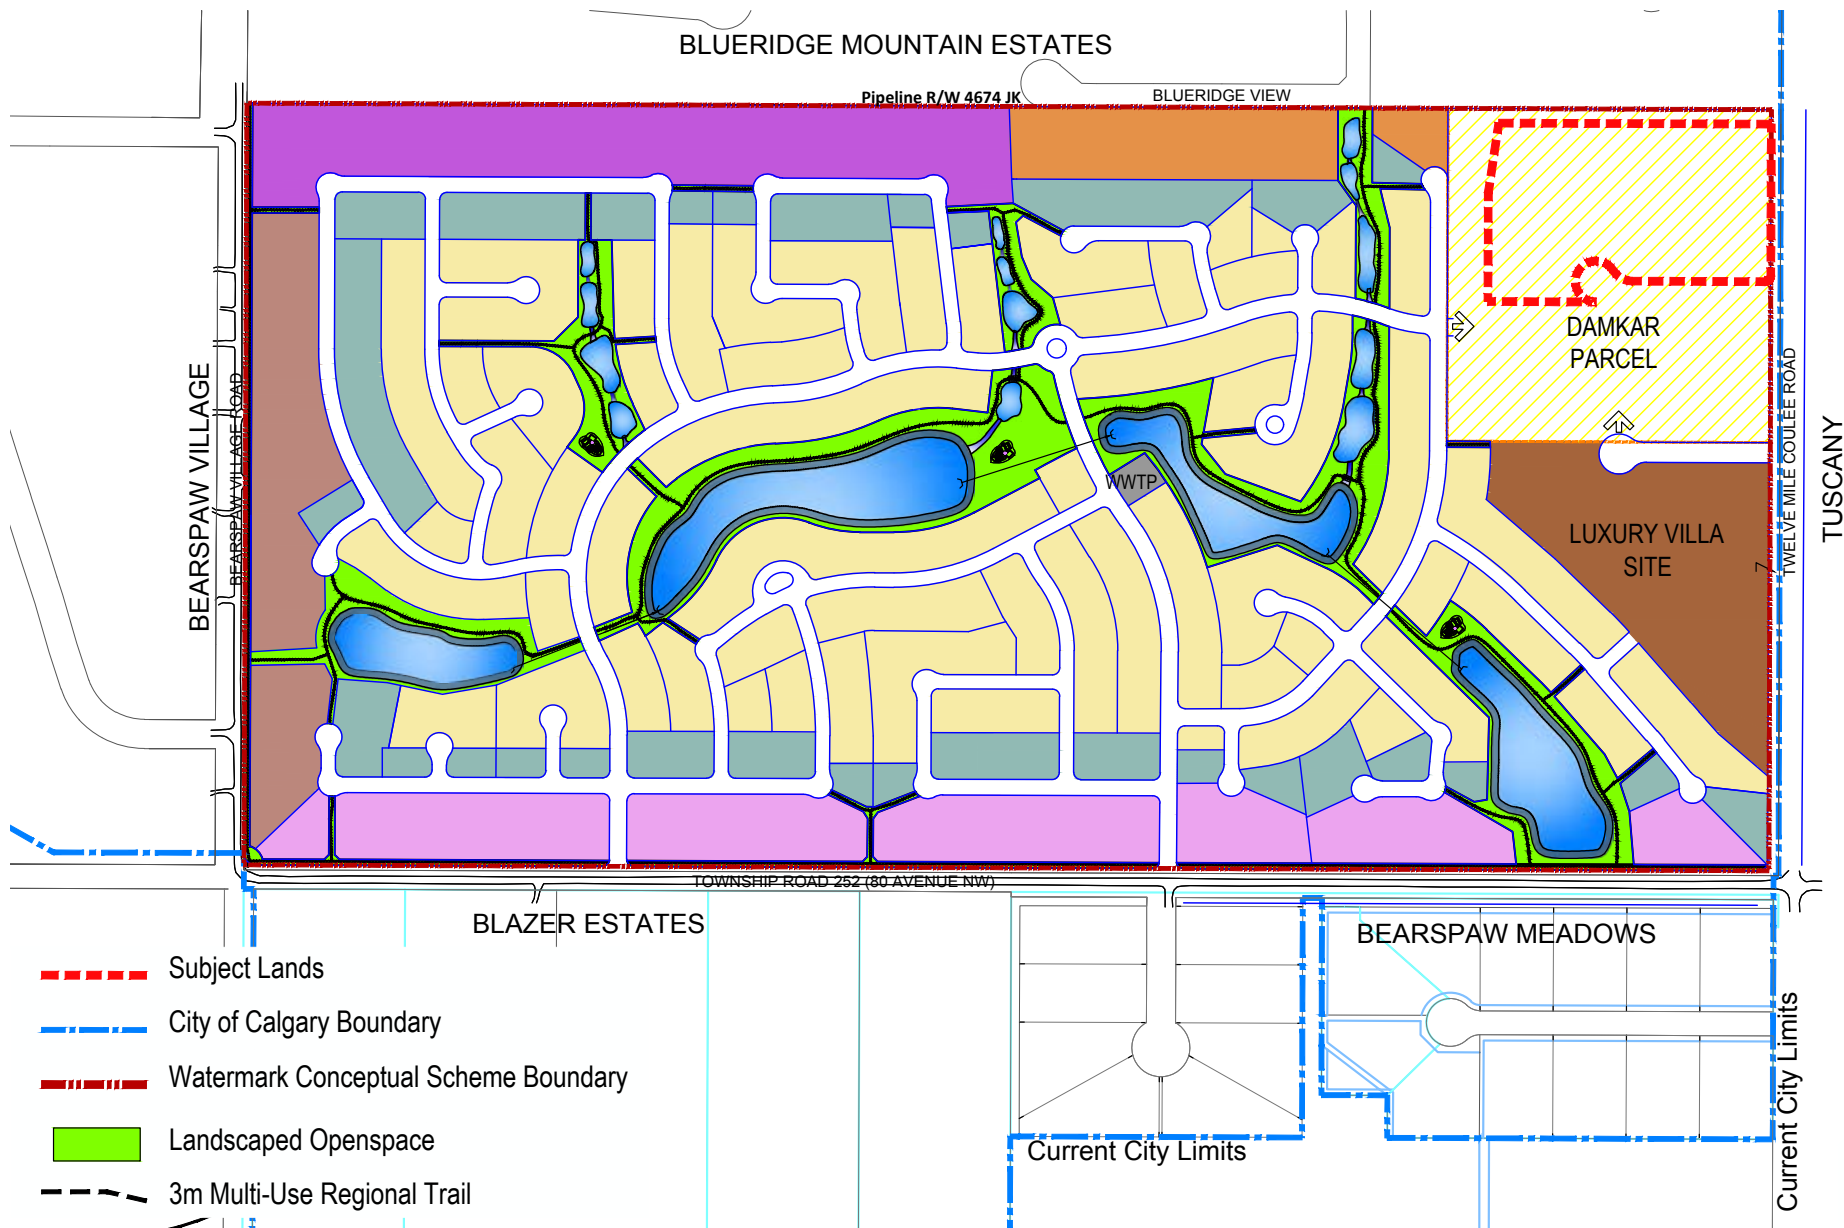 BLUERIDGE MOUNTAIN ESTATES
Pipeline R/W 4674 JK
BLUERIDGE VIEW
DAMKAR
PARCEL
BEARSPAW VILLAGE
BEARSPAW VILLAGE ROAD
TWELVE MILE COULEE ROAD
TUSCANY
WWTP
LUXURY VILLA
SITE
7
TOWNSHIP ROAD 252 (80 AVENUE NW)
BLAZER ESTATES
BEARSPAW MEADOWS
Subject Lands
City of Calgary Boundary
Watermark Conceptual Scheme Boundary
Landscaped Openspace
3m Multi-Use Regional Trail
Current City Limits
Current City Limits